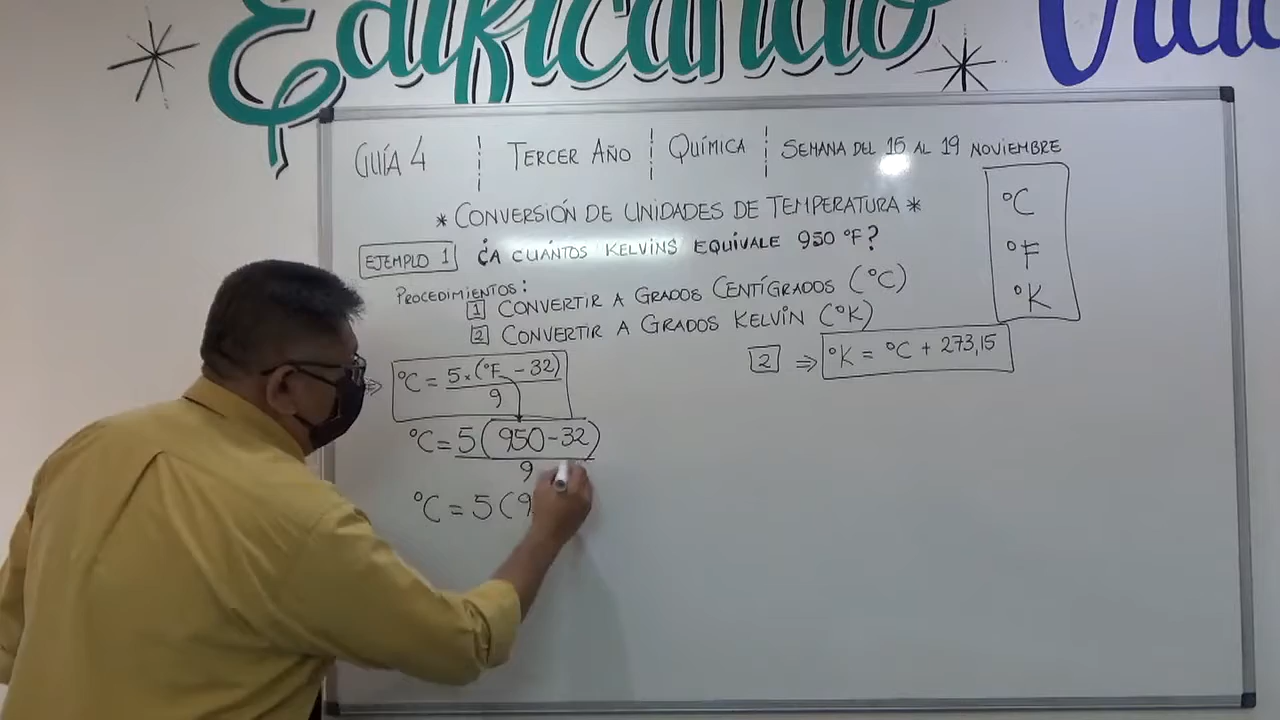 Edificando
GUÍA 4 | TERCER AÑO | QUÍMICA | SEMANA DEL 15 AL 19 NOVIEMBRE
* CONVERSIÓN DE UNIDADES DE TEMPERATURA *
EJEMPLO 1 ¿A CUÁNTOS KELVINS EQUIVALE 950 °F?
PROCEDIMIENTOS:
1 CONVERTIR A GRADOS CENTÍGRADOS (°C)
2 CONVERTIR A GRADOS KELVIN (°K)
°C
°F
°K
⇒ °C = 5 × (°F - 32)
9
°C = 5 (950 - 32)
9
°C = 5 (9
2 ⇒ °K = °C + 273,15